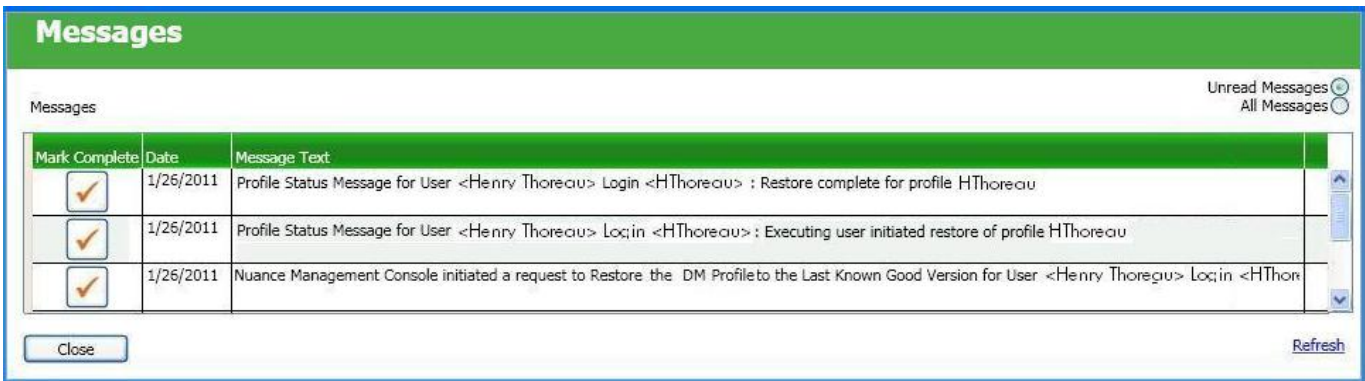 Messages
Unread Messages
All Messages
Messages
Mark Complete Date Message Text
1/26/2011 Profile Status Message for User <Henry Thoreau> Login <HThoreau> : Restore complete for profile HThoreau
1/26/2011 Profile Status Message for User <Henry Thoreau> Login <HThoreau> : Executing user initiated restore of profile HThoreau
1/26/2011 Nuance Management Console initiated a request to Restore the DM Profile to the Last Known Good Version for User <Henry Thoreau> Login <HThore
Close
Refresh